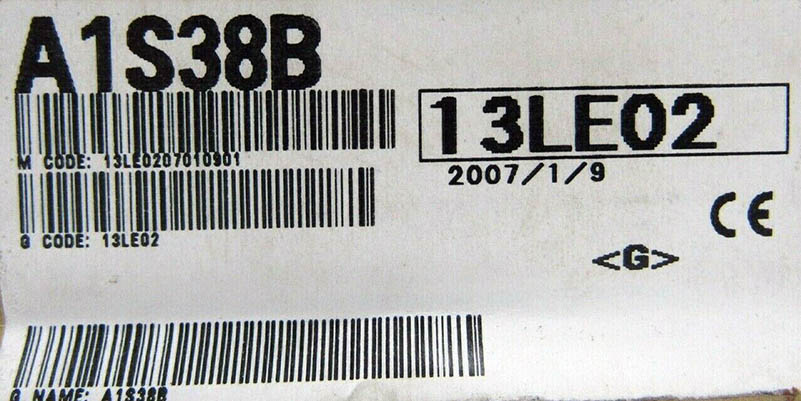 A1S38B
13LE02
M CODE: 13LE0207010901
2007/1/9
G CODE: 13LE02
CE
<G>
G NAME: A1S38B